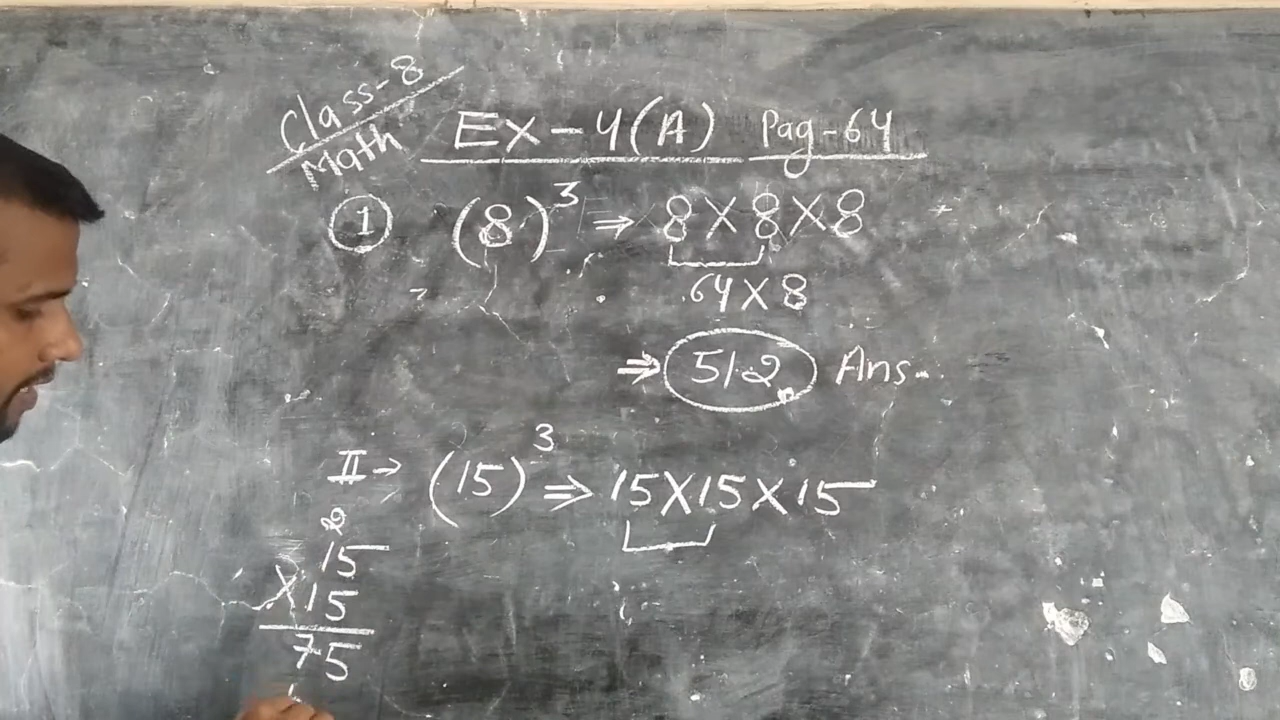 Class-8
Math
Ex-4(A) Pag-64
① (8)³ ⇒ 8×8×8
64×8
⇒ 512 Ans..
II→ (15)³ ⇒ 15×15×15
2
15
×15
75